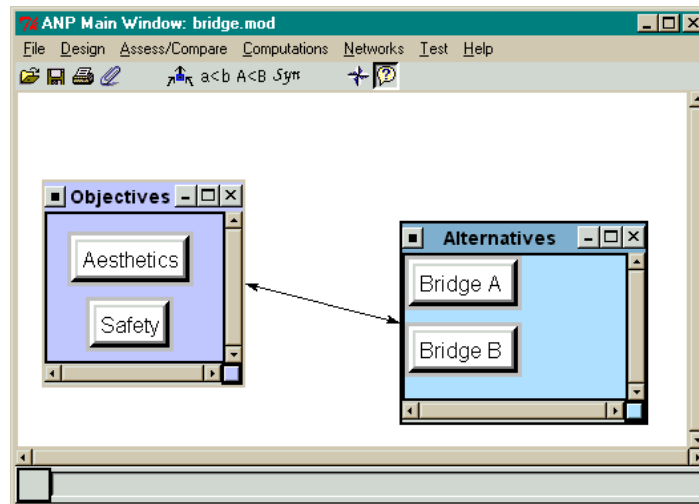 ANP Main Window: bridge.mod
File Design Assess/Compare Computations Networks Test Help
a<b A<B Syn
Objectives
Aesthetics
Safety
Alternatives
Bridge A
Bridge B